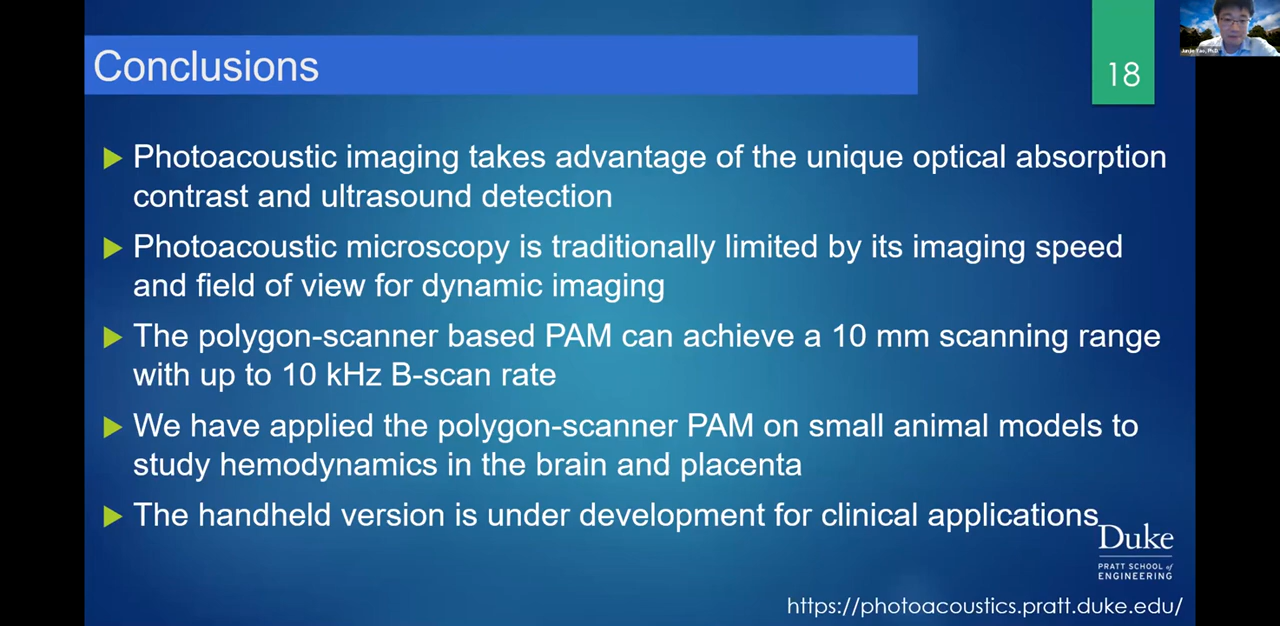 Conclusions
18
Junjie Yao, Ph.D.
Photoacoustic imaging takes advantage of the unique optical absorption
contrast and ultrasound detection
Photoacoustic microscopy is traditionally limited by its imaging speed
and field of view for dynamic imaging
The polygon-scanner based PAM can achieve a 10 mm scanning range
with up to 10 kHz B-scan rate
We have applied the polygon-scanner PAM on small animal models to
study hemodynamics in the brain and placenta
The handheld version is under development for clinical applications
Duke
PRATT SCHOOL of
ENGINEERING
https://photoacoustics.pratt.duke.edu/